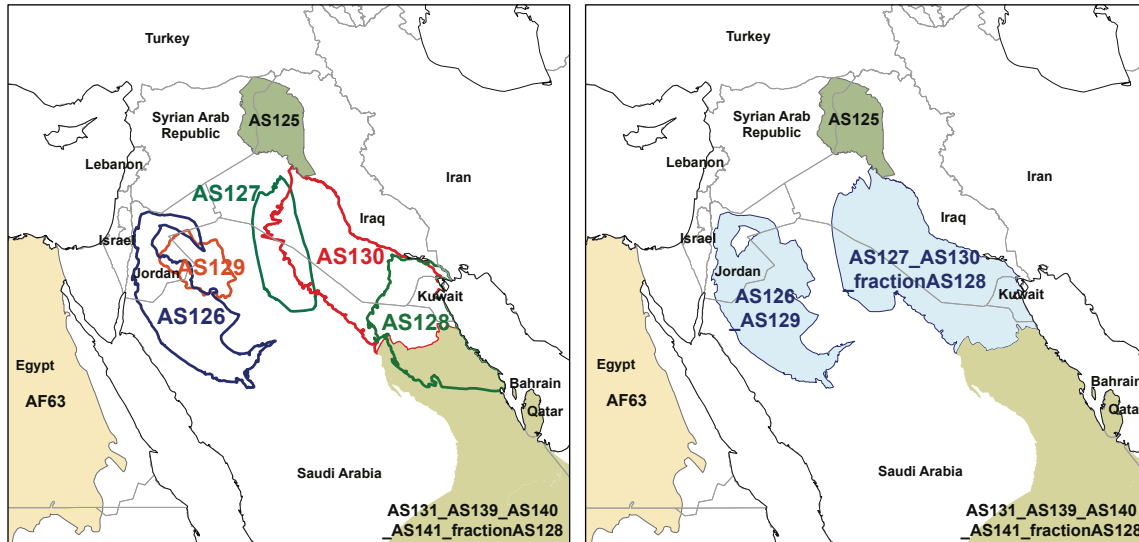 Turkey
Syrian Arab
Republic
AS125
Lebanon
AS127
Iran
Israel
Iraq
AS129
AS130
Jordan
Kuwait
AS126
AS128
Egypt
AF63
Bahrain
Qatar
Saudi Arabia
AS131_AS139_AS140
_AS141_fractionAS128
Turkey
Syrian Arab
Republic
AS125
Lebanon
Iran
Israel
Iraq
AS127_AS130
_fractionAS128
Jordan
Kuwait
AS126
_AS129
Egypt
AF63
Bahrain
Qatar
Saudi Arabia
AS131_AS139_AS140
_AS141_fractionAS128